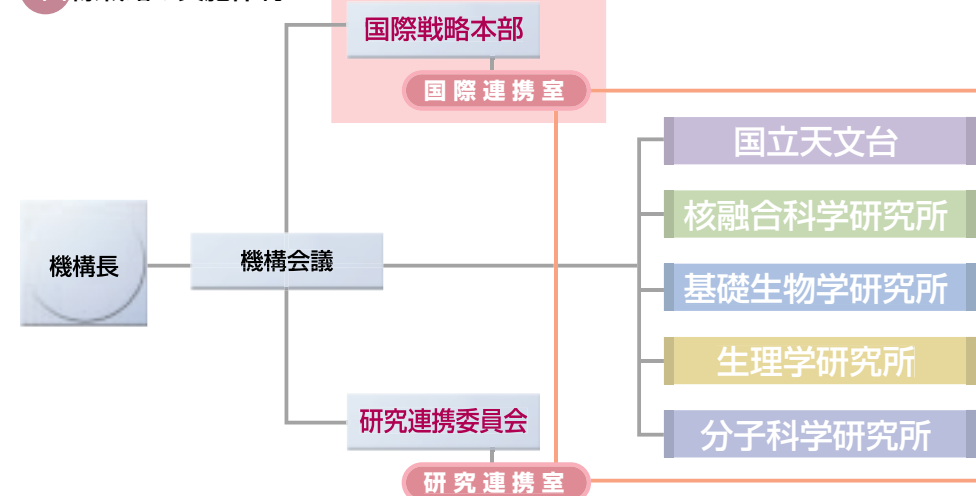 国際戦略本部
国際連携室
国立天文台
核融合科学研究所
機構長
機構会議
基礎生物学研究所
生理学研究所
研究連携委員会
分子科学研究所
研究連携室